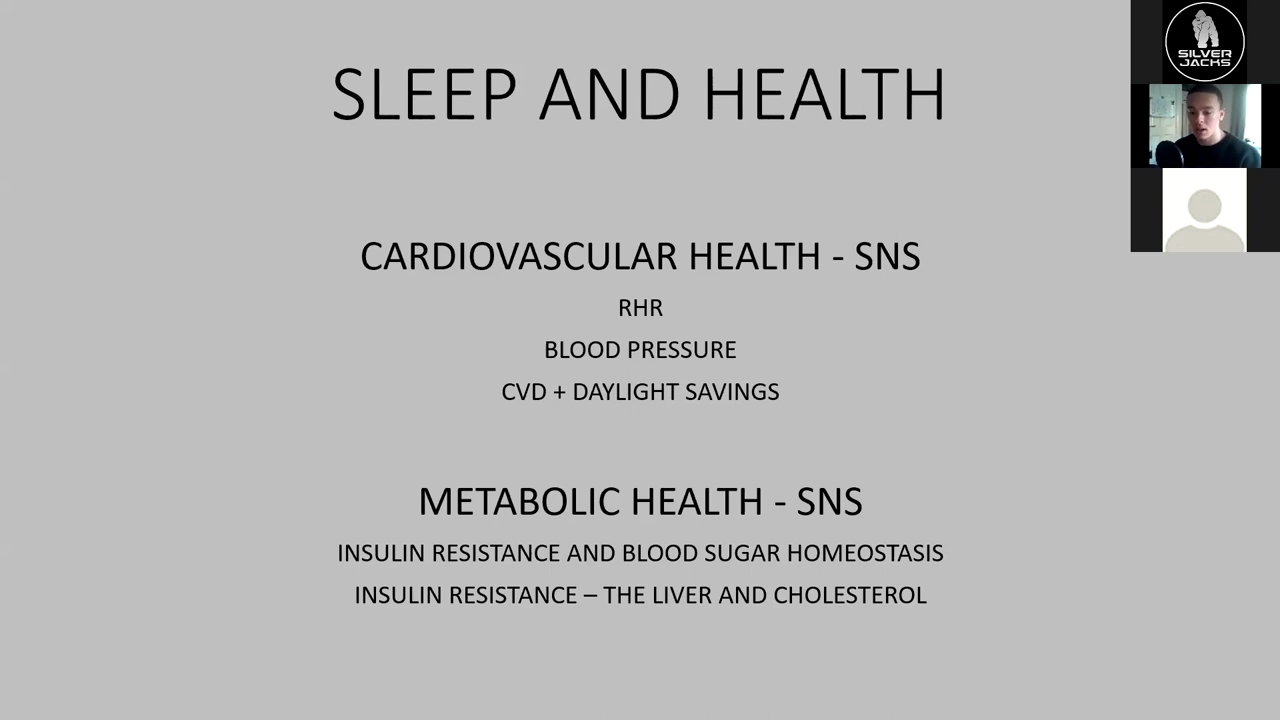 SLEEP AND HEALTH
SILVER
JACKS
CARDIOVASCULAR HEALTH - SNS
RHR
BLOOD PRESSURE
CVD + DAYLIGHT SAVINGS
METABOLIC HEALTH - SNS
INSULIN RESISTANCE AND BLOOD SUGAR HOMEOSTASIS
INSULIN RESISTANCE – THE LIVER AND CHOLESTEROL